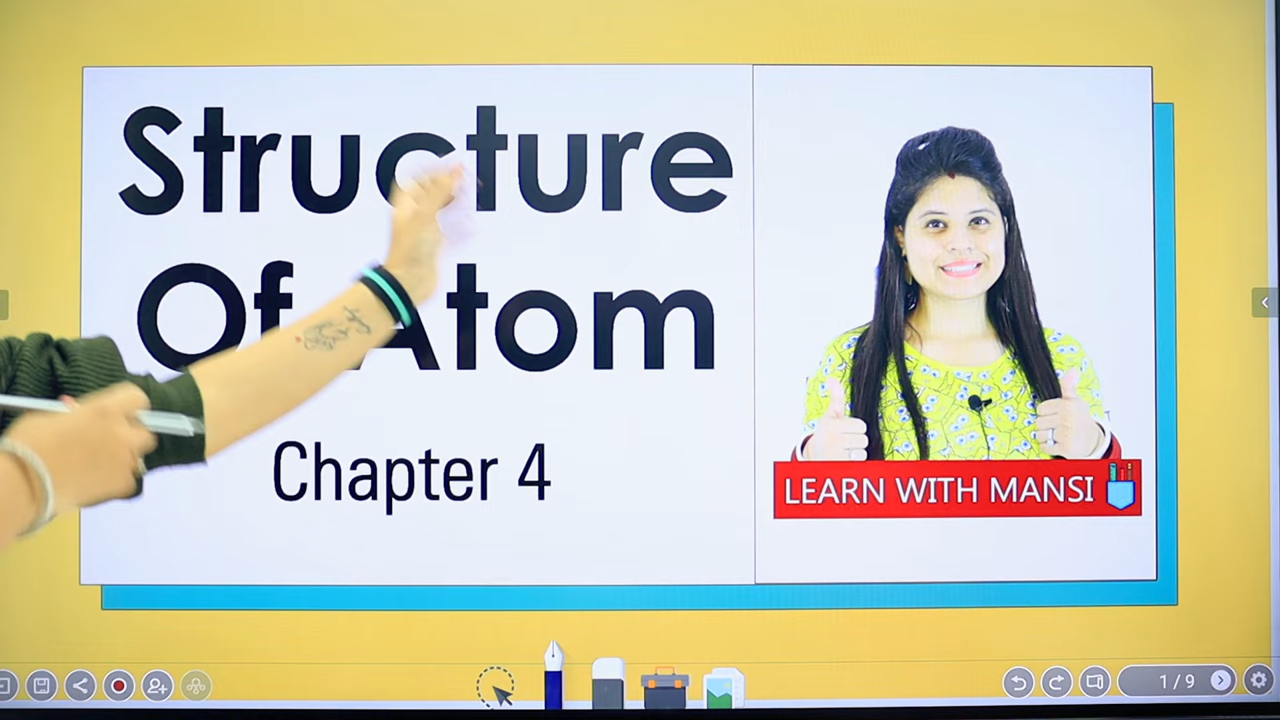 Structure
Of Atom
Chapter 4
LEARN WITH MANSI
1 / 9